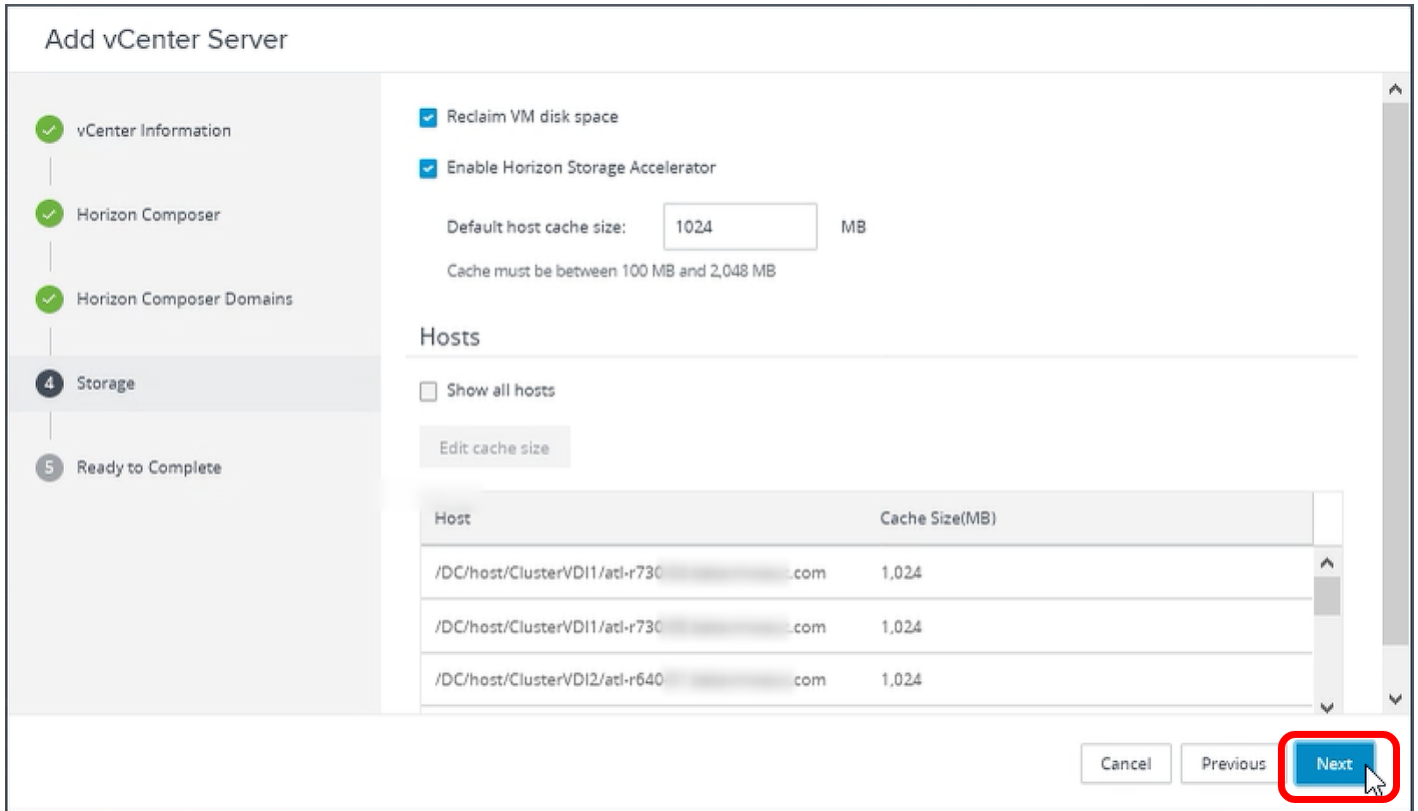 Add vCenter Server
vCenter Information
Horizon Composer
Horizon Composer Domains
4 Storage
5 Ready to Complete
Reclaim VM disk space
Enable Horizon Storage Accelerator
Default host cache size: 1024 MB
Cache must be between 100 MB and 2,048 MB
Hosts
Show all hosts
Edit cache size
Host Cache Size(MB)
/DC/host/ClusterVDI1/atl-r730 .com 1,024
/DC/host/ClusterVDI1/atl-r730 .com 1,024
/DC/host/ClusterVDI2/atl-r640 com 1,024
Cancel Previous Next